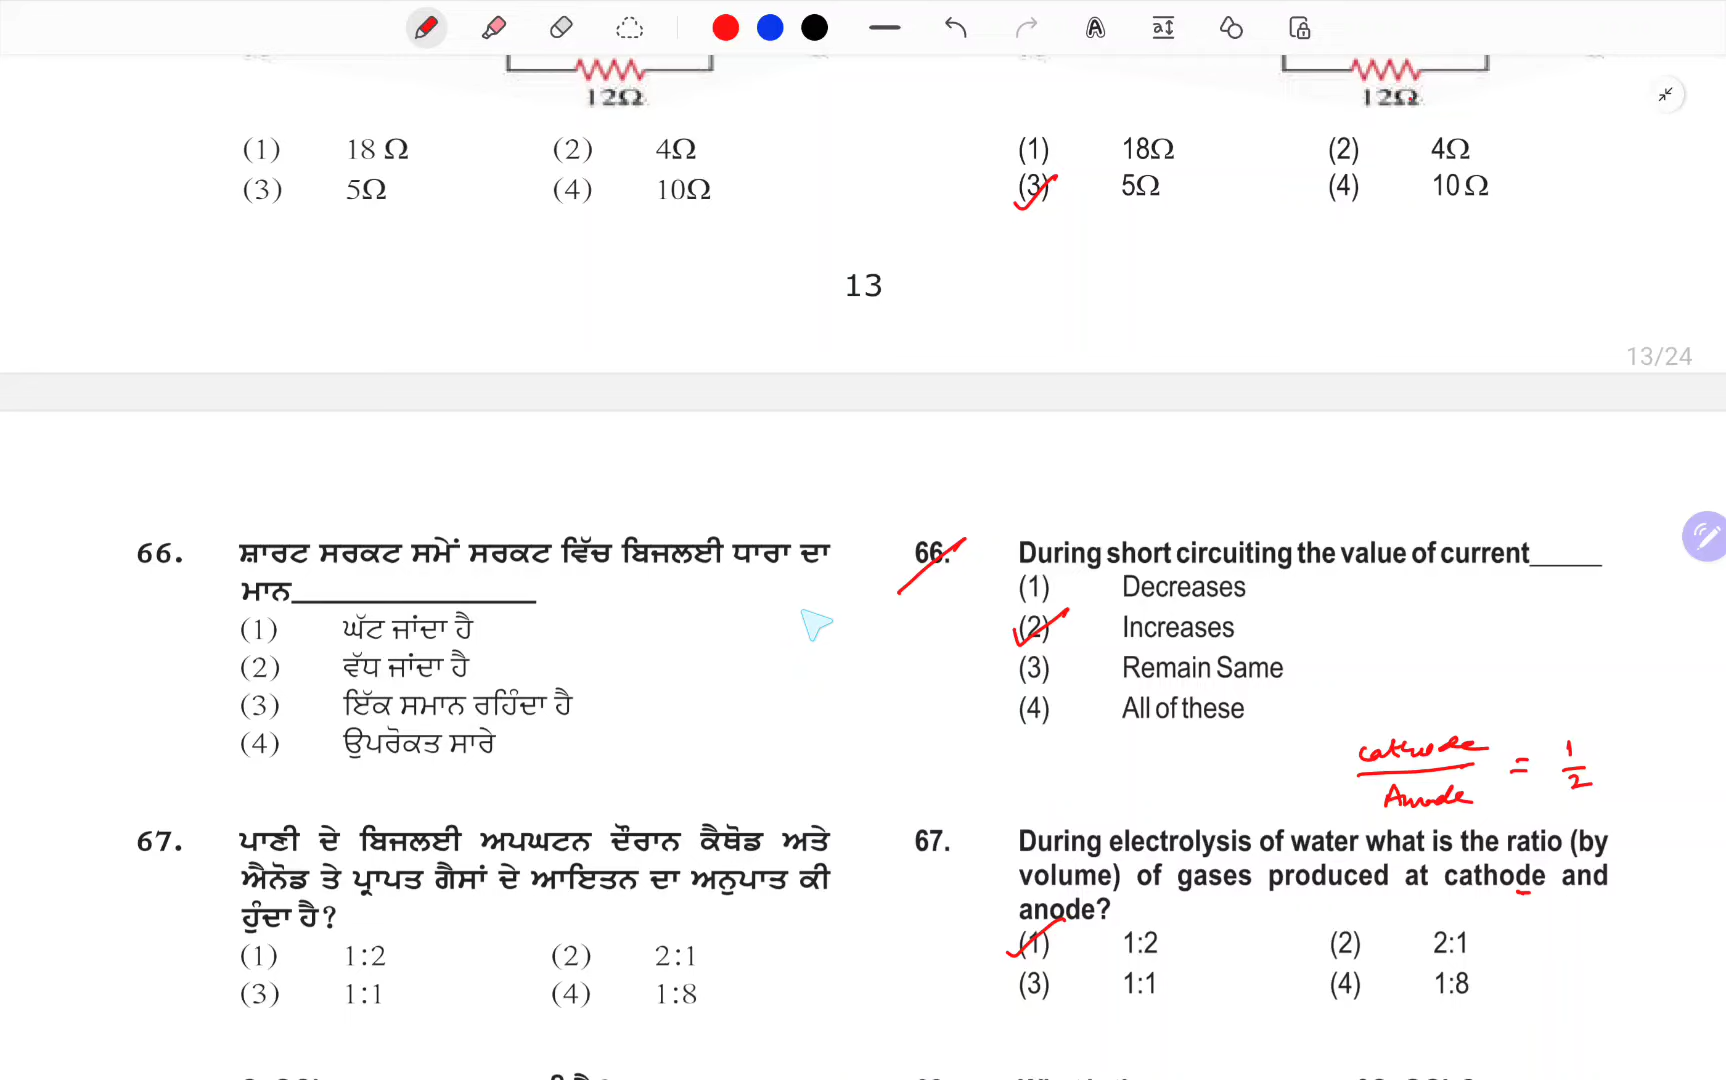 12Ω
(1) 18 Ω (2) 4Ω
(3) 5Ω (4) 10Ω
12Ω
(1) 18Ω (2) 4Ω
(3) 5Ω (4) 10Ω
13
13/24
66. ਸ਼ਾਰਟ ਸਰਕਟ ਸਮੇਂ ਸਰਕਟ ਵਿੱਚ ਬਿਜਲਈ ਧਾਰਾ ਦਾ
ਮਾਨ________________
(1) ਘੱਟ ਜਾਂਦਾ ਹੈ
(2) ਵੱਧ ਜਾਂਦਾ ਹੈ
(3) ਇੱਕ ਸਮਾਨ ਰਹਿੰਦਾ ਹੈ
(4) ਉਪਰੋਕਤ ਸਾਰੇ
66. During short circuiting the value of current_____
(1) Decreases
(2) Increases
(3) Remain Same
(4) All of these
cathode
Anode
= 1/2
67. ਪਾਣੀ ਦੇ ਬਿਜਲਈ ਅਪਘਟਨ ਦੌਰਾਨ ਕੈਥੋਡ ਅਤੇ
ਐਨੋਡ ਤੇ ਪ੍ਰਾਪਤ ਗੈਸਾਂ ਦੇ ਆਇਤਨ ਦਾ ਅਨੁਪਾਤ ਕੀ
ਹੁੰਦਾ ਹੈ?
(1) 1:2 (2) 2:1
(3) 1:1 (4) 1:8
67. During electrolysis of water what is the ratio (by
volume) of gases produced at cathode and
anode?
(1) 1:2 (2) 2:1
(3) 1:1 (4) 1:8